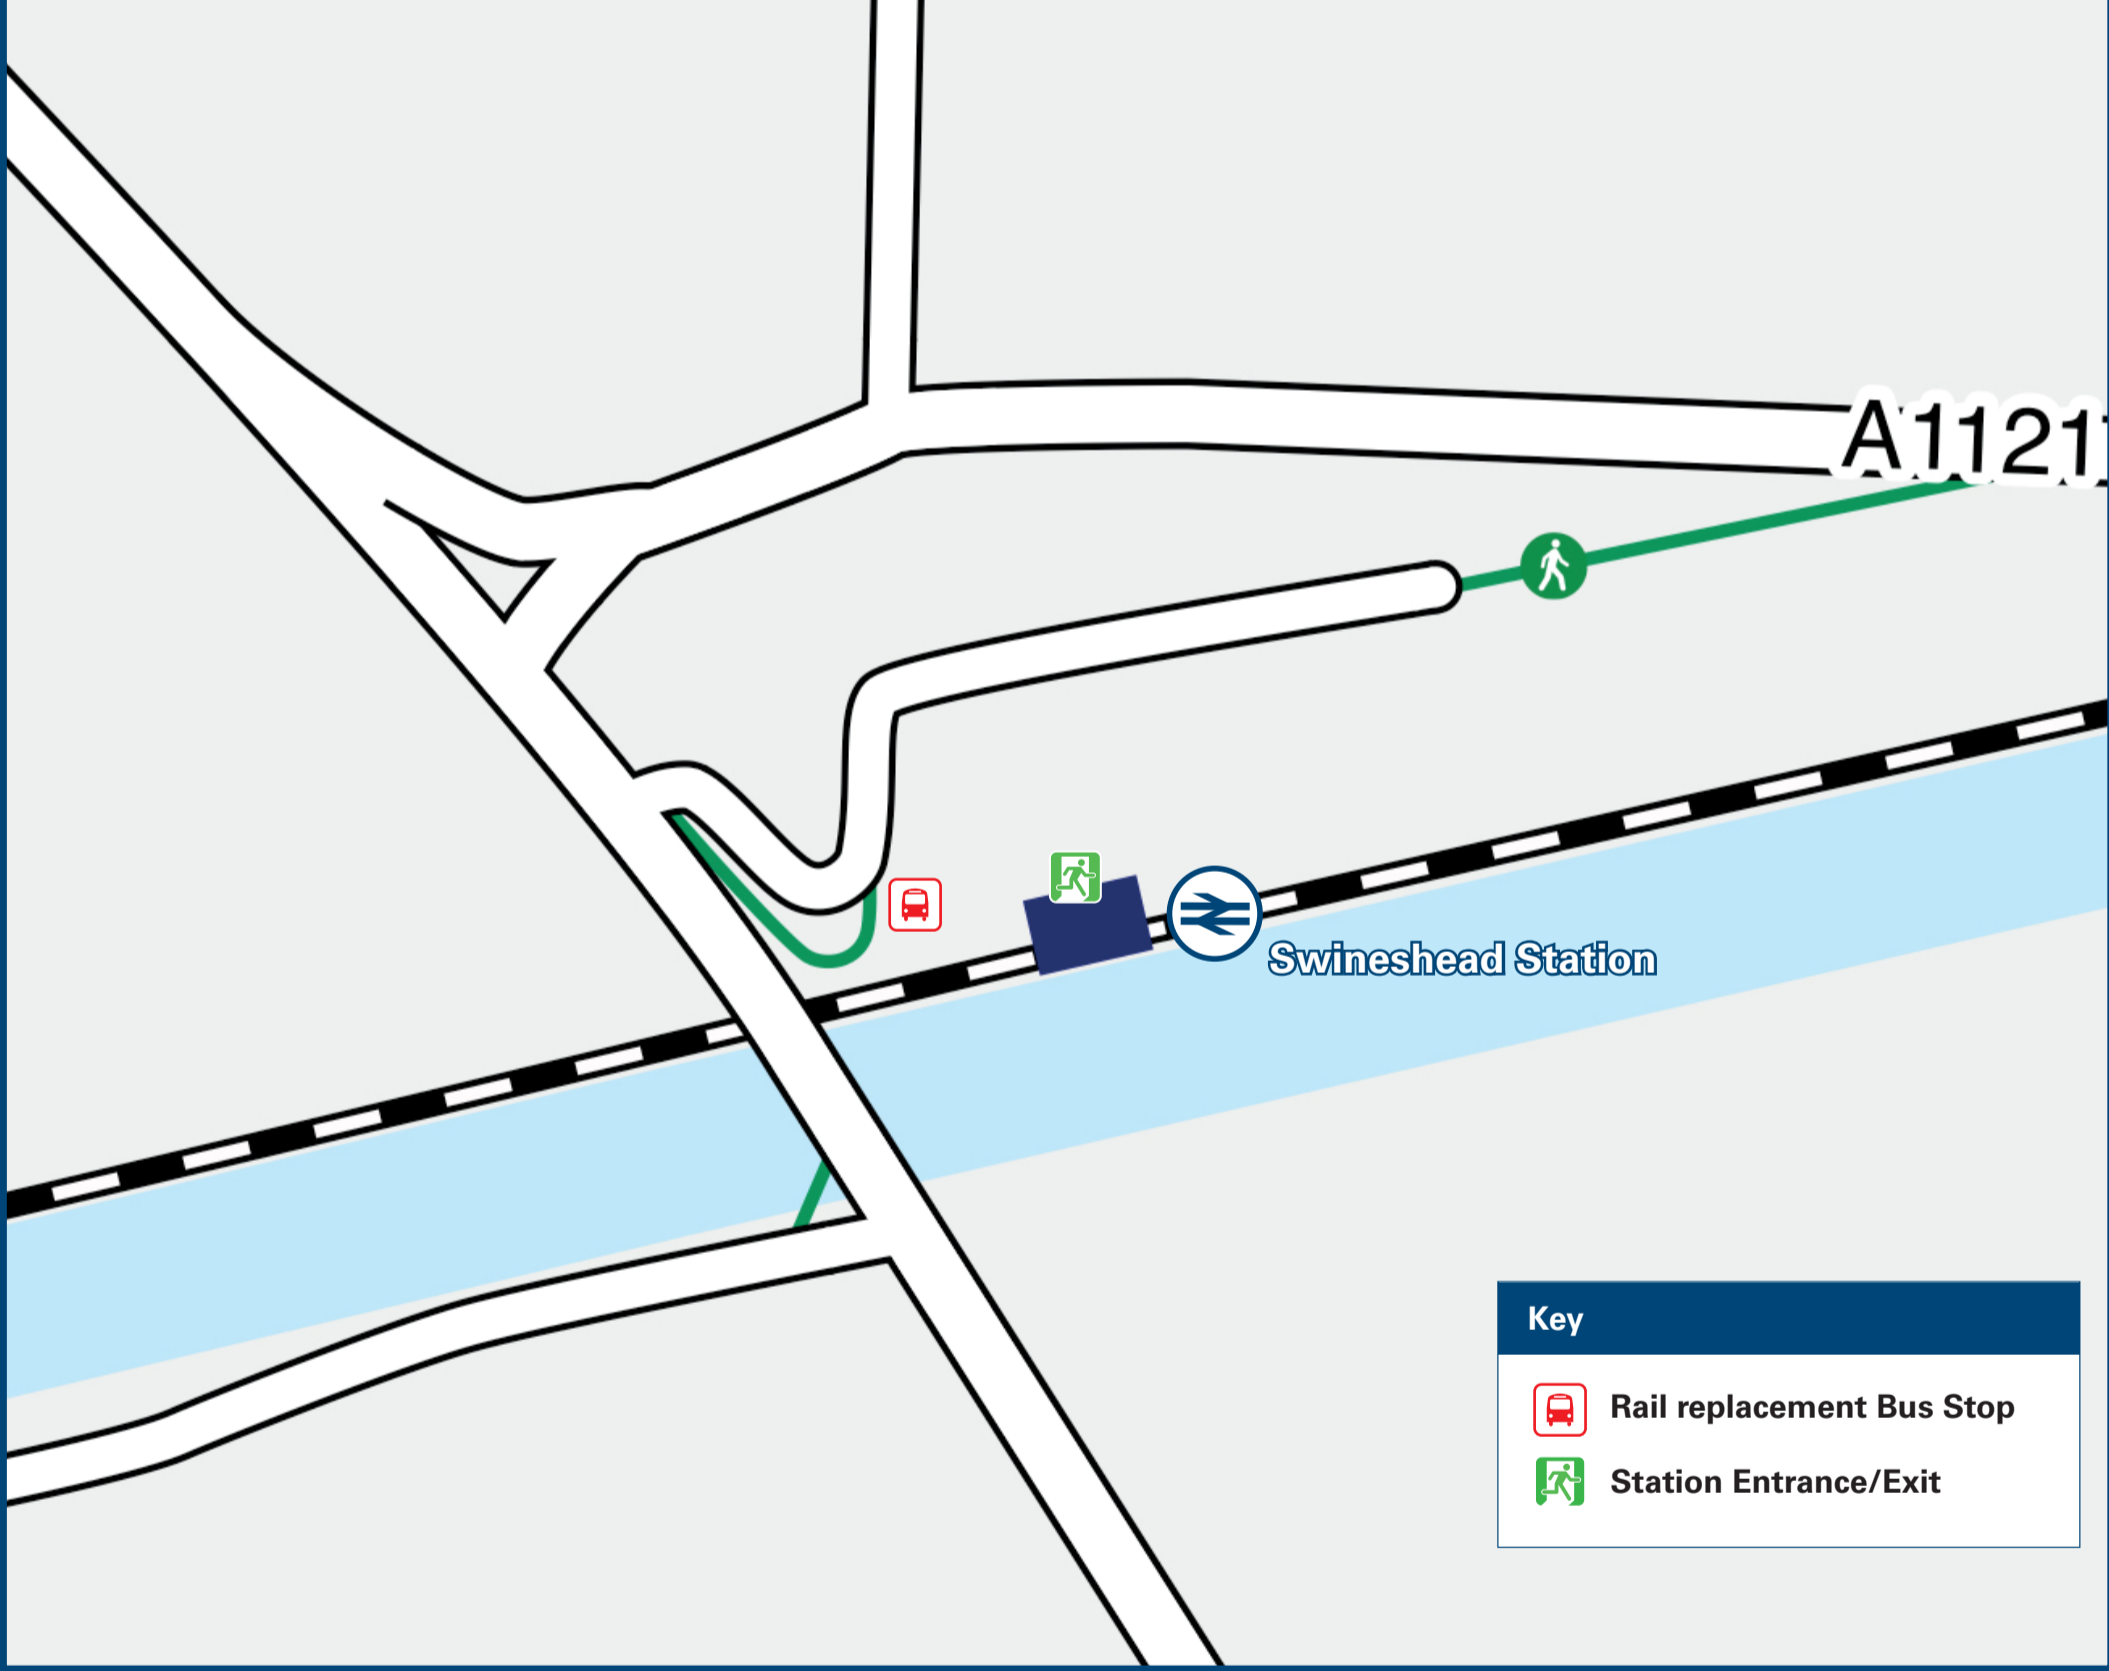 A1121
Swineshead Station
Key
Rail replacement Bus Stop
Station Entrance/Exit